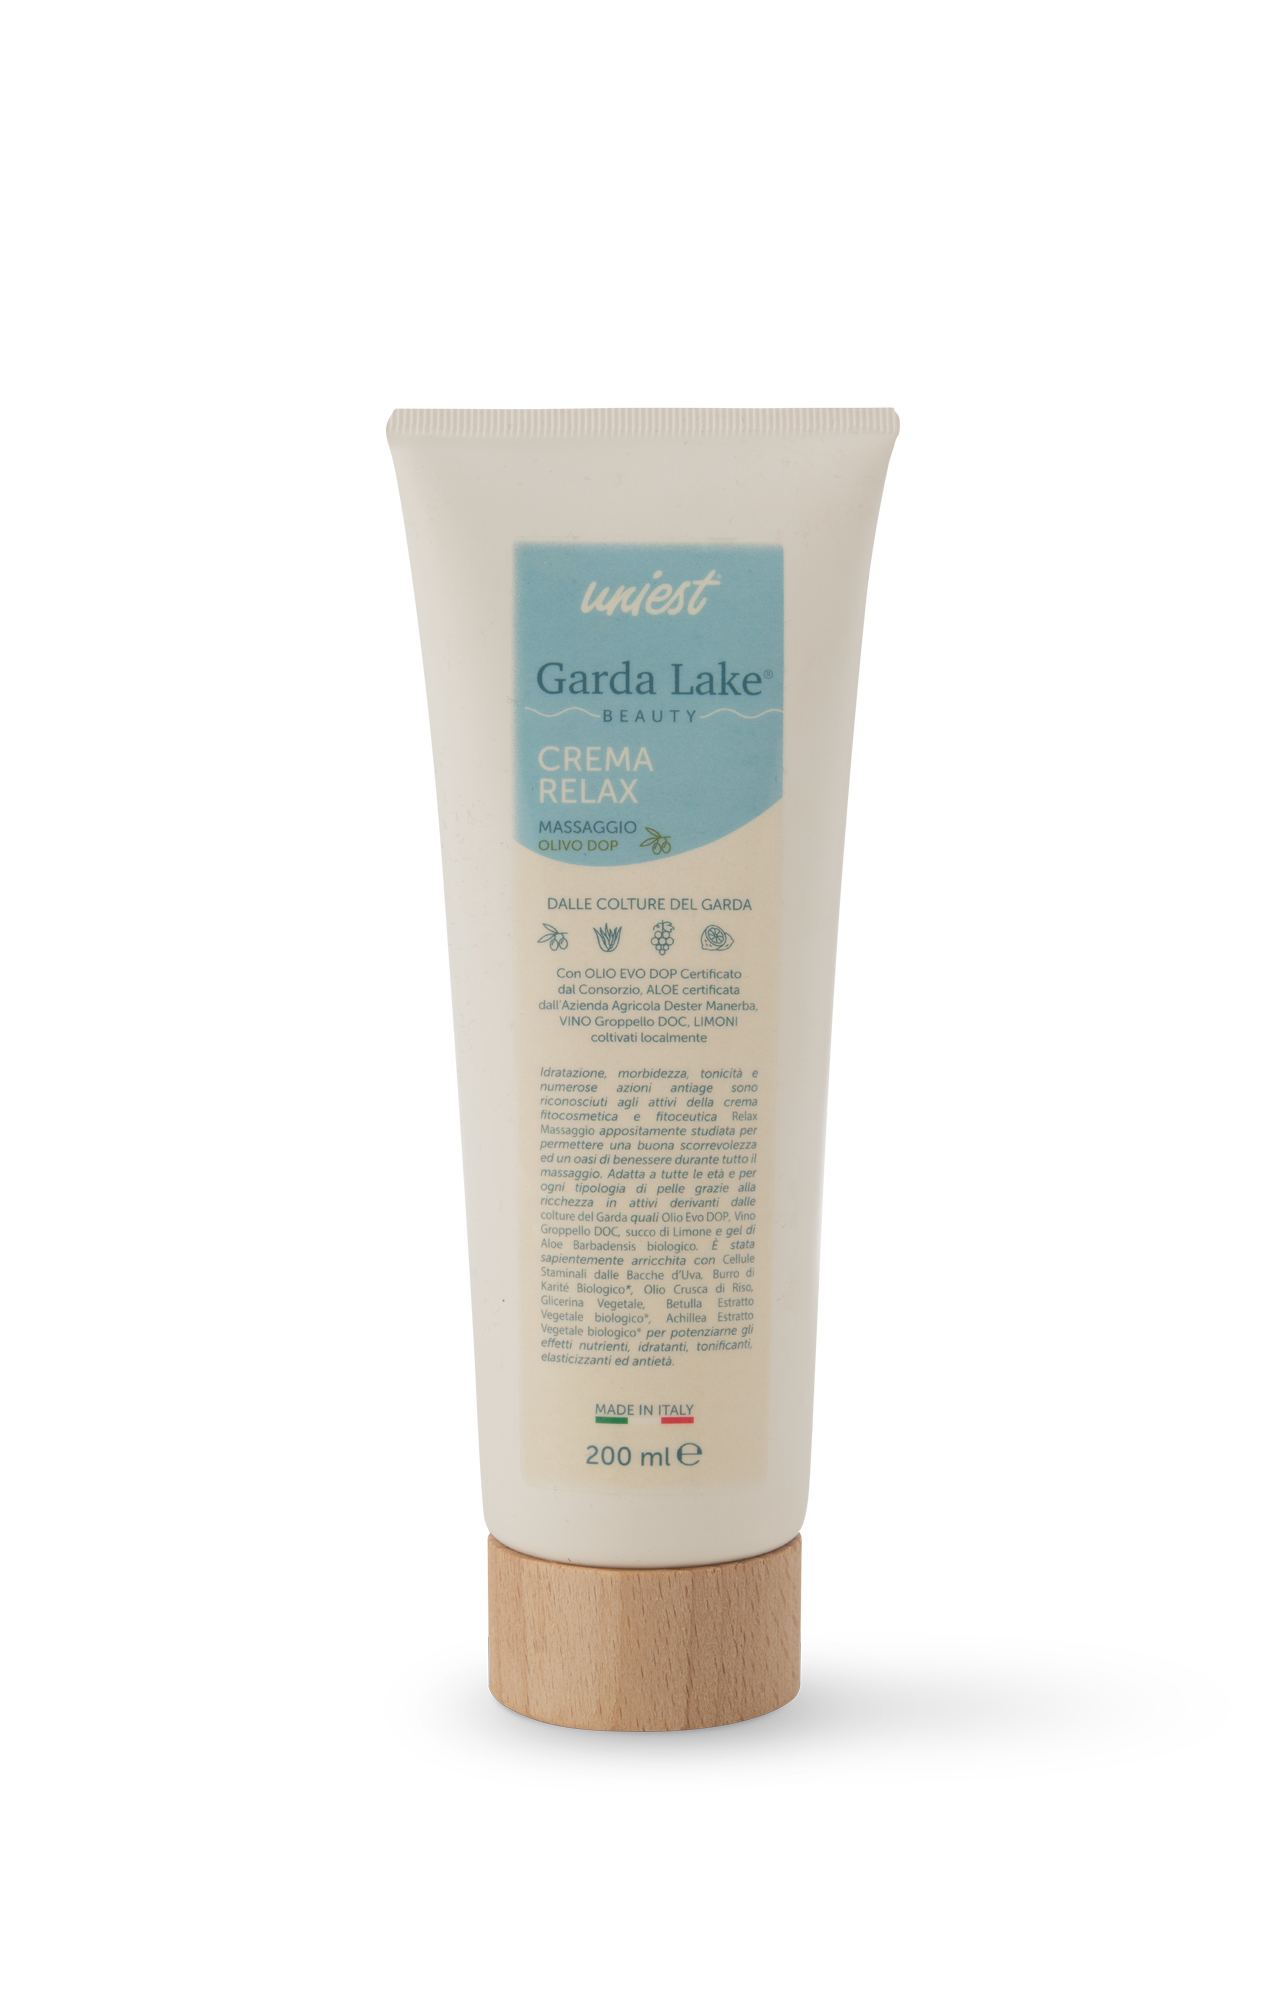 uniest
Garda Lake®
BEAUTY
CREMA
RELAX
MASSAGGIO
OLIVO DOP
DALLE COLTURE DEL GARDA
Con OLIO EVO DOP Certificato
dal Consorzio, ALOE certificata
dall'Azienda Agricola Dester Manerba,
VINO Groppello DOC, LIMONI
coltivati localmente
Idratazione, morbidezza, tonicità e
numerose azioni antiage sono
riconosciuti agli attivi della crema
fitocosmetica e fitoceutica Relax
Massaggio appositamente studiata per
permettere una buona scorrevolezza
ed un oasi di benessere durante tutto il
massaggio. Adatta a tutte le età e per
ogni tipologia di pelle grazie alla
ricchezza in attivi derivanti dalle
colture del Garda quali Olio Evo DOP, Vino
Groppello DOC, succo di Limone e gel di
Aloe Barbadensis biologico. È stata
sapientemente arricchita con Cellule
Staminali dalle Bacche d'Uva, Burro di
Karité Biologico*, Olio Crusca di Riso,
Glicerina Vegetale, Betulla Estratto
Vegetale biologico*, Achillea Estratto
Vegetale biologico* per potenziarne gli
effetti nutrienti, idratanti, tonificanti,
elasticizzanti ed antietà.
MADE IN ITALY
200 ml ℮